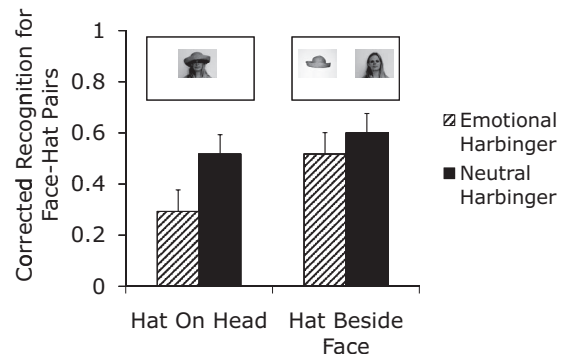 Corrected Recognition for
Face-Hat Pairs
1
0.8
0.6
0.4
0.2
0
Hat On Head
Hat Beside
Face
Emotional
Harbinger
Neutral
Harbinger